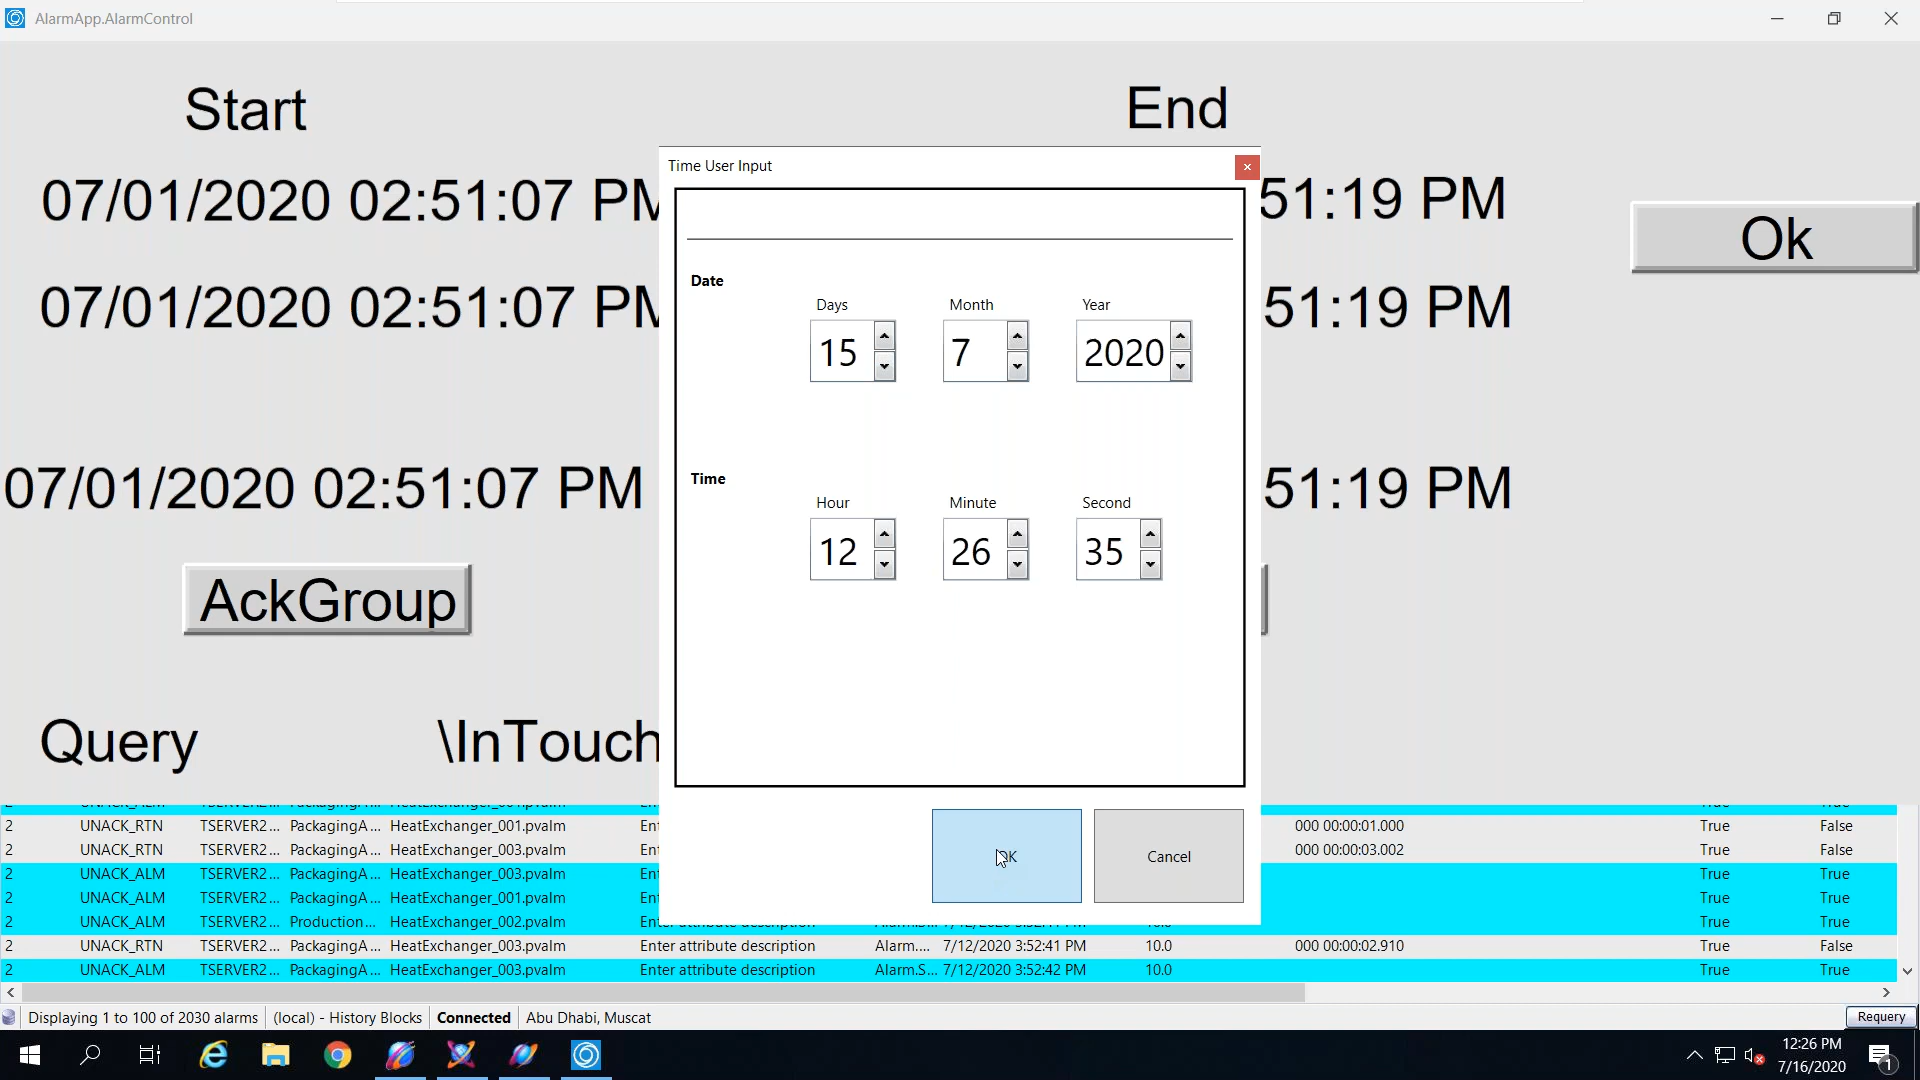 AlarmApp.AlarmControl
Start
End
Time User Input
07/01/2020 02:51:07 PM
51:19 PM
Ok
Date
Days Month Year
07/01/2020 02:51:07 PM
51:19 PM
15 7 2020
Time
07/01/2020 02:51:07 PM
51:19 PM
Hour Minute Second
12 26 35
AckGroup
Query \InTouch
OK Cancel
2 UNACK_RTN TSERVER2... PackagingA... HeatExchanger_001.pvalm 000 00:00:01.000 True False
2 UNACK_RTN TSERVER2... PackagingA... HeatExchanger_003.pvalm 000 00:00:03.002 True False
2 UNACK_ALM TSERVER2... PackagingA... HeatExchanger_003.pvalm True True
2 UNACK_ALM TSERVER2... PackagingA... HeatExchanger_001.pvalm True True
2 UNACK_ALM TSERVER2... Production... HeatExchanger_002.pvalm True True
2 UNACK_RTN TSERVER2... PackagingA... HeatExchanger_003.pvalm Enter attribute description Alarm.... 7/12/2020 3:52:41 PM 10.0 000 00:00:02.910 True False
2 UNACK_ALM TSERVER2... PackagingA... HeatExchanger_003.pvalm Enter attribute description Alarm.S... 7/12/2020 3:52:42 PM 10.0 True True
Displaying 1 to 100 of 2030 alarms (local) - History Blocks Connected Abu Dhabi, Muscat Requery
12:26 PM
7/16/2020
1